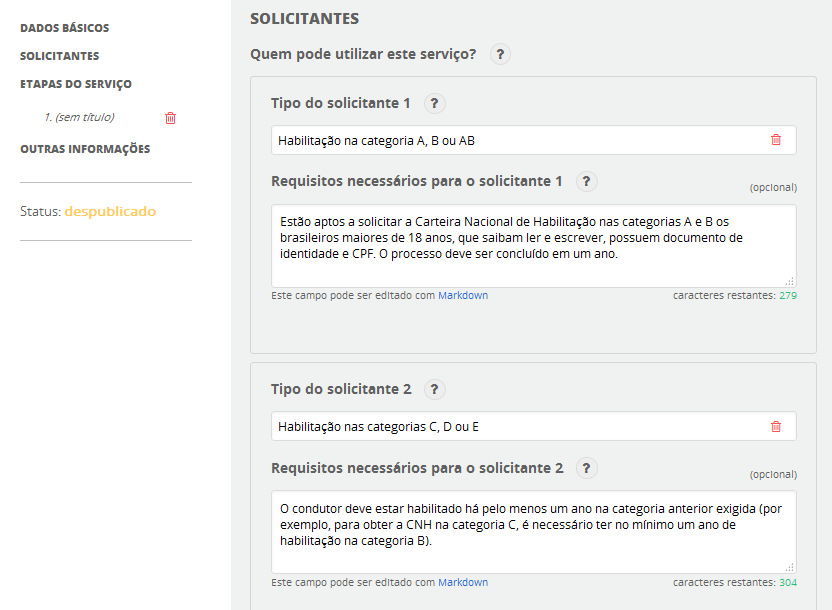 DADOS BÁSICOS
SOLICITANTES
ETAPAS DO SERVIÇO
1. (sem título)
OUTRAS INFORMAÇÕES
Status: despublicado
SOLICITANTES
Quem pode utilizar este serviço? ?
Tipo do solicitante 1 ?
Habilitação na categoria A, B ou AB
Requisitos necessários para o solicitante 1 ?
(opcional)
Estão aptos a solicitar a Carteira Nacional de Habilitação nas categorias A e B os
brasileiros maiores de 18 anos, que saibam ler e escrever, possuem documento de
identidade e CPF. O processo deve ser concluído em um ano.
Este campo pode ser editado com Markdown
caracteres restantes: 279
Tipo do solicitante 2 ?
Habilitação nas categorias C, D ou E
Requisitos necessários para o solicitante 2 ?
(opcional)
O condutor deve estar habilitado há pelo menos um ano na categoria anterior exigida (por
exemplo, para obter a CNH na categoria C, é necessário ter no mínimo um ano de
habilitação na categoria B).
Este campo pode ser editado com Markdown
caracteres restantes: 304